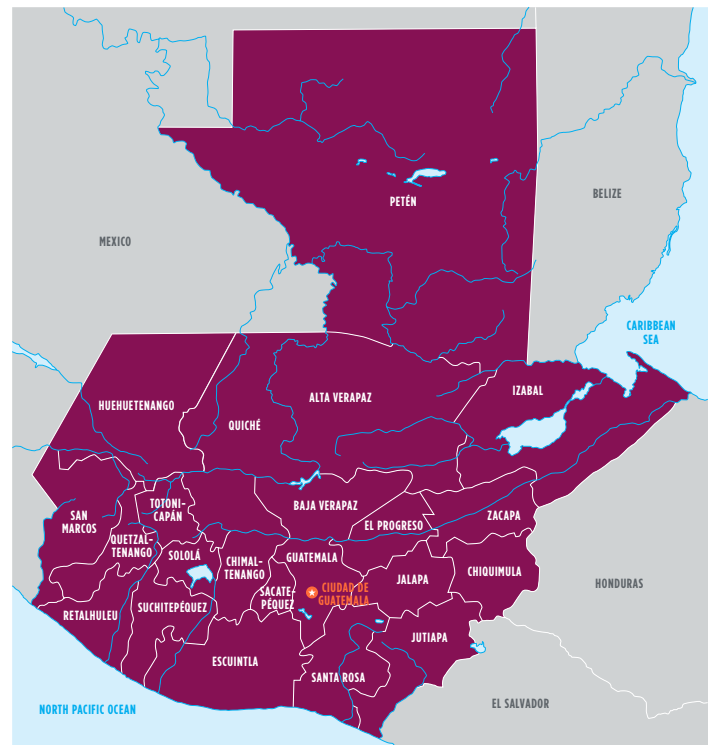 PETÉN
BELIZE
MEXICO
CARIBBEAN
SEA
HUEHUETENANGO
ALTA VERAPAZ
IZABAL
QUICHÉ
SAN
MARCOS
TOTONI-
CAPÁN
BAJA VERAPAZ
EL PROGRESO
ZACAPA
QUETZAL-
TENANGO
SOLOLÁ
CHIMAL-
TENANGO
GUATEMALA
CHIQUIMULA
JALAPA
SACATE-
PÉQUEZ
CIUDAD DE
GUATEMALA
HONDURAS
RETALHULEU
SUCHITEPÉQUEZ
JUTIAPA
ESCUINTLA
SANTA ROSA
EL SALVADOR
NORTH PACIFIC OCEAN